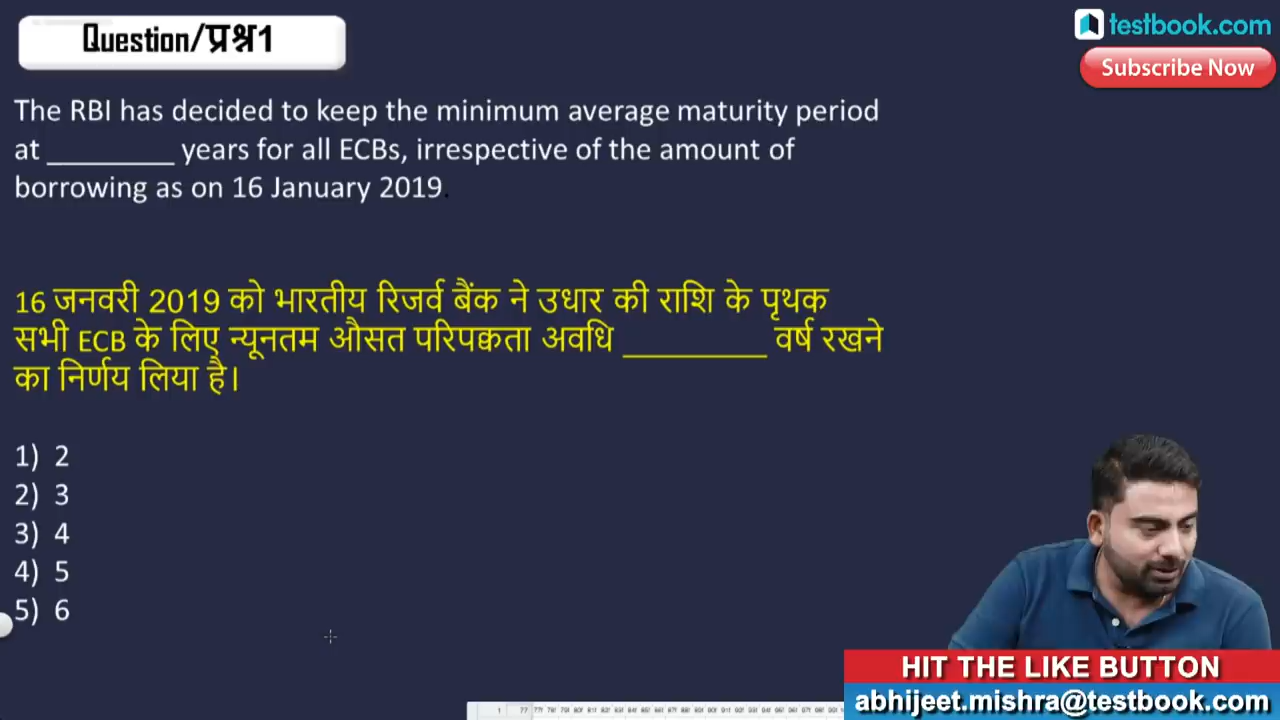 Question/प्रश्न1
testbook.com
Subscribe Now
The RBI has decided to keep the minimum average maturity period
at ________ years for all ECBs, irrespective of the amount of
borrowing as on 16 January 2019.
16 जनवरी 2019 को भारतीय रिजर्व बैंक ने उधार की राशि के पृथक
सभी ECB के लिए न्यूनतम औसत परिपक्वता अवधि _________ वर्ष रखने
का निर्णय लिया है।
1) 2
2) 3
3) 4
4) 5
5) 6
HIT THE LIKE BUTTON
abhijeet.mishra@testbook.com